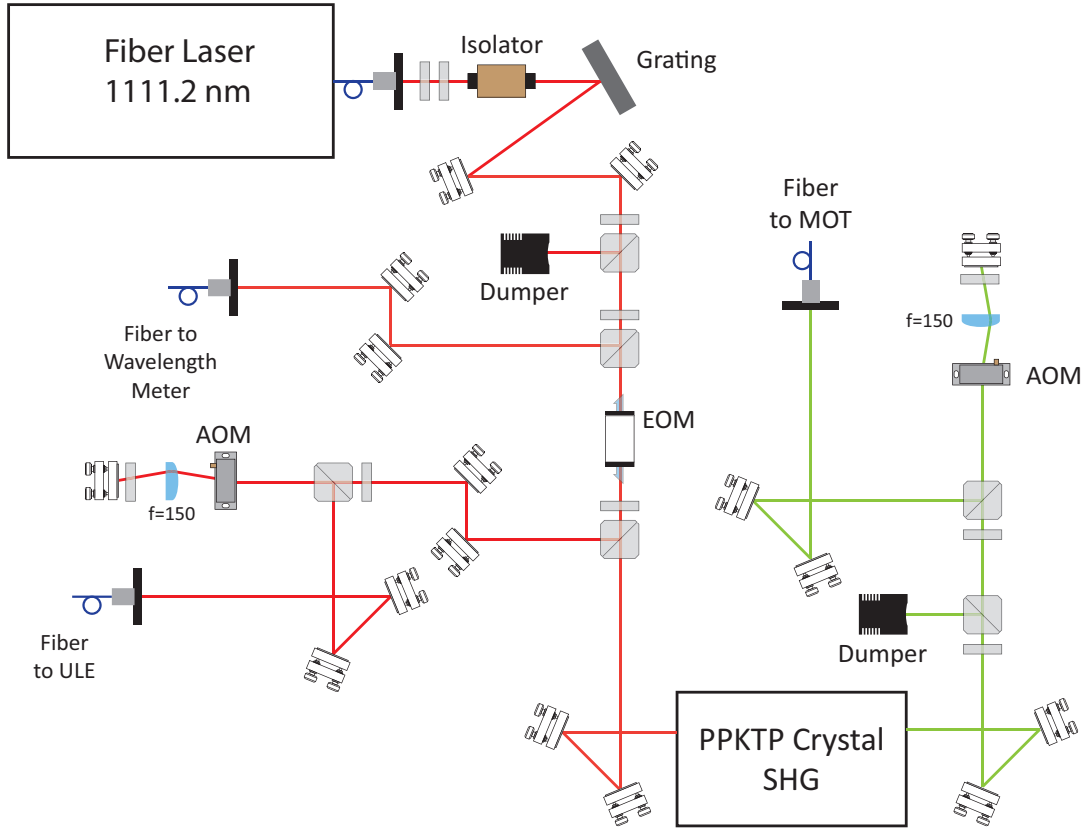 Fiber Laser
1111.2 nm
Isolator
Grating
Fiber
to MOT
Dumper
f=150
AOM
Fiber to
Wavelength
Meter
EOM
AOM
f=150
Fiber
to ULE
Dumper
PPKTP Crystal
SHG